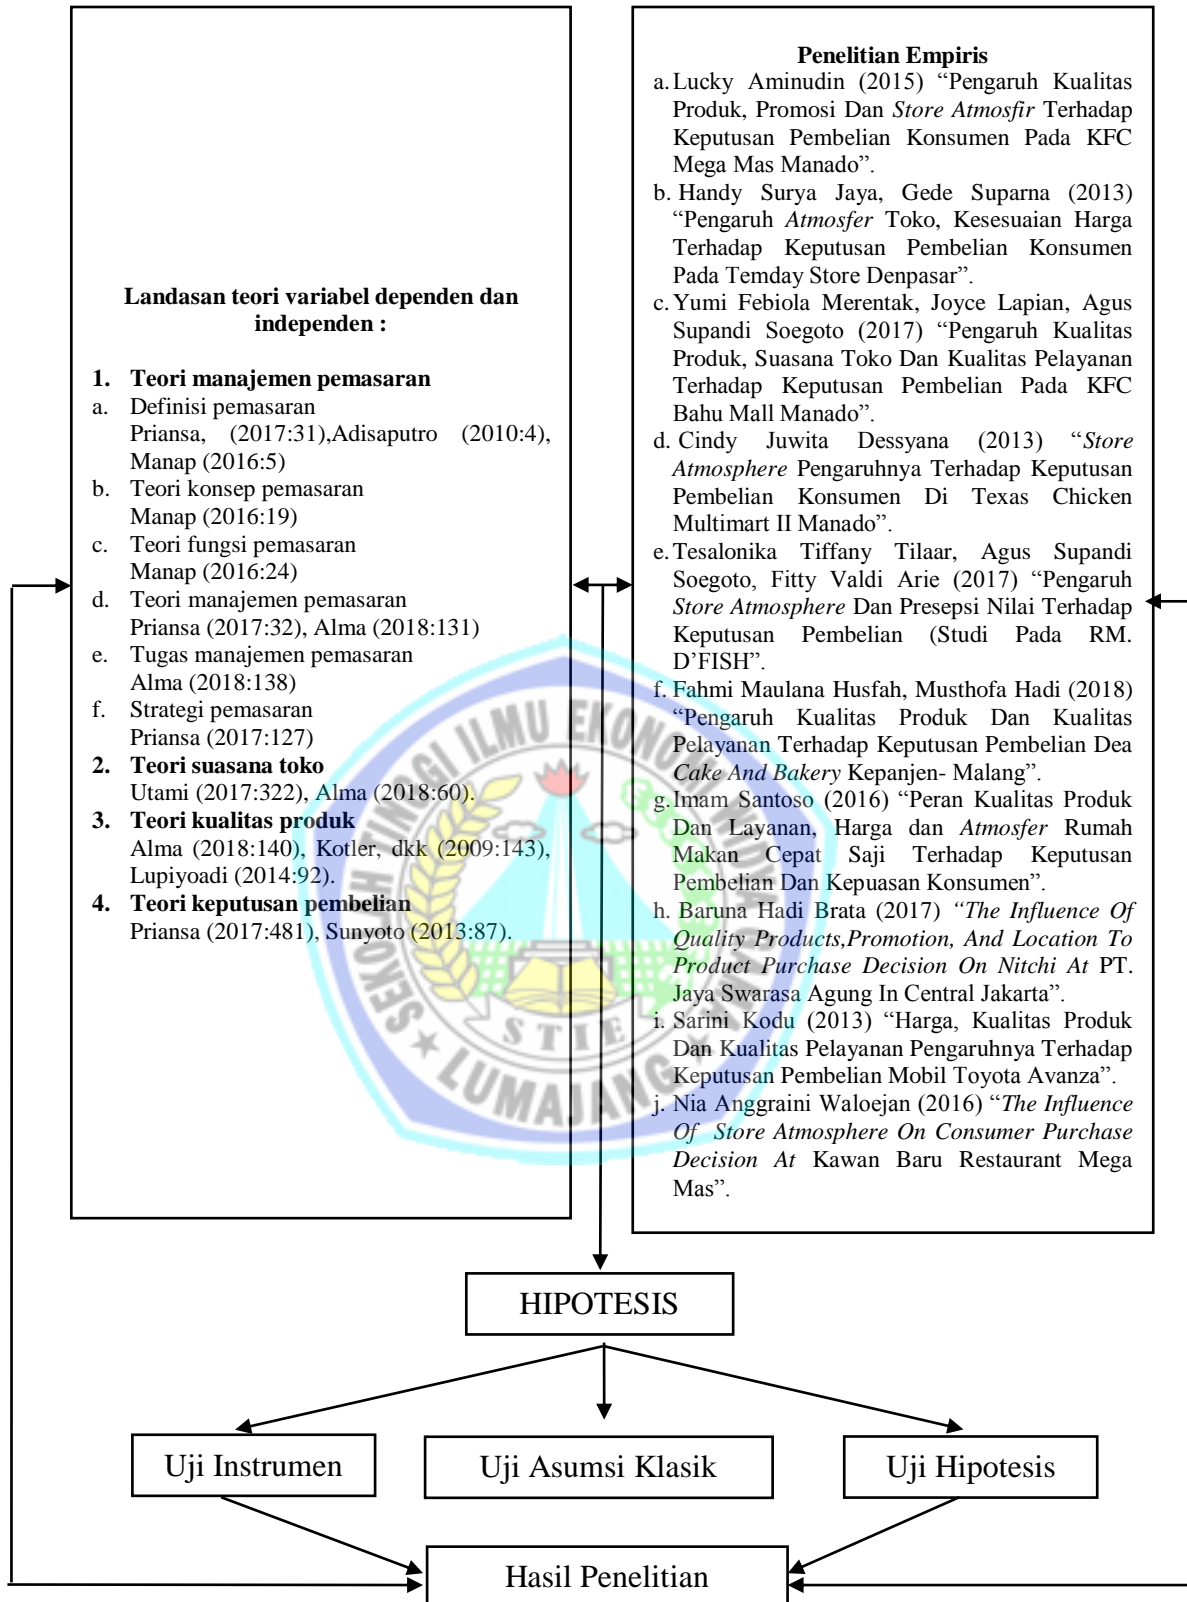 Landasan teori variabel dependen dan
independen :
1. Teori manajemen pemasaran
a. Definisi pemasaran
Priansa, (2017:31),Adisaputro (2010:4),
Manap (2016:5)
b. Teori konsep pemasaran
Manap (2016:19)
c. Teori fungsi pemasaran
Manap (2016:24)
d. Teori manajemen pemasaran
Priansa (2017:32), Alma (2018:131)
e. Tugas manajemen pemasaran
Alma (2018:138)
f. Strategi pemasaran
Priansa (2017:127)
2. Teori suasana toko
Utami (2017:322), Alma (2018:60).
3. Teori kualitas produk
Alma (2018:140), Kotler, dkk (2009:143),
Lupiyoadi (2014:92).
4. Teori keputusan pembelian
Priansa (2017:481), Sunyoto (2013:87).
Penelitian Empiris
a. Lucky Aminudin (2015) “Pengaruh Kualitas
Produk, Promosi Dan Store Atmosfir Terhadap
Keputusan Pembelian Konsumen Pada KFC
Mega Mas Manado”.
b. Handy Surya Jaya, Gede Suparna (2013)
“Pengaruh Atmosfer Toko, Kesesuaian Harga
Terhadap Keputusan Pembelian Konsumen
Pada Temday Store Denpasar”.
c. Yumi Febiola Merentak, Joyce Lapian, Agus
Supandi Soegoto (2017) “Pengaruh Kualitas
Produk, Suasana Toko Dan Kualitas Pelayanan
Terhadap Keputusan Pembelian Pada KFC
Bahu Mall Manado”.
d. Cindy Juwita Dessyana (2013) “Store
Atmosphere Pengaruhnya Terhadap Keputusan
Pembelian Konsumen Di Texas Chicken
Multimart II Manado”.
e. Tesalonika Tiffany Tilaar, Agus Supandi
Soegoto, Fitty Valdi Arie (2017) “Pengaruh
Store Atmosphere Dan Presepsi Nilai Terhadap
Keputusan Pembelian (Studi Pada RM.
D’FISH”.
f. Fahmi Maulana Husfah, Musthofa Hadi (2018)
“Pengaruh Kualitas Produk Dan Kualitas
Pelayanan Terhadap Keputusan Pembelian Dea
Cake And Bakery Kepanjen- Malang”.
g. Imam Santoso (2016) “Peran Kualitas Produk
Dan Layanan, Harga dan Atmosfer Rumah
Makan Cepat Saji Terhadap Keputusan
Pembelian Dan Kepuasan Konsumen”.
h. Baruna Hadi Brata (2017) “The Influence Of
Quality Products,Promotion, And Location To
Product Purchase Decision On Nitchi At PT.
Jaya Swarasa Agung In Central Jakarta”.
i. Sarini Kodu (2013) “Harga, Kualitas Produk
Dan Kualitas Pelayanan Pengaruhnya Terhadap
Keputusan Pembelian Mobil Toyota Avanza”.
j. Nia Anggraini Waloejan (2016) “The Influence
Of Store Atmosphere On Consumer Purchase
Decision At Kawan Baru Restaurant Mega
Mas”.
SEKOLAH TINGGI ILMU EKONOMI WIDYA GAMA
STIE
LUMAJANG
HIPOTESIS
Uji Instrumen
Uji Asumsi Klasik
Uji Hipotesis
Hasil Penelitian